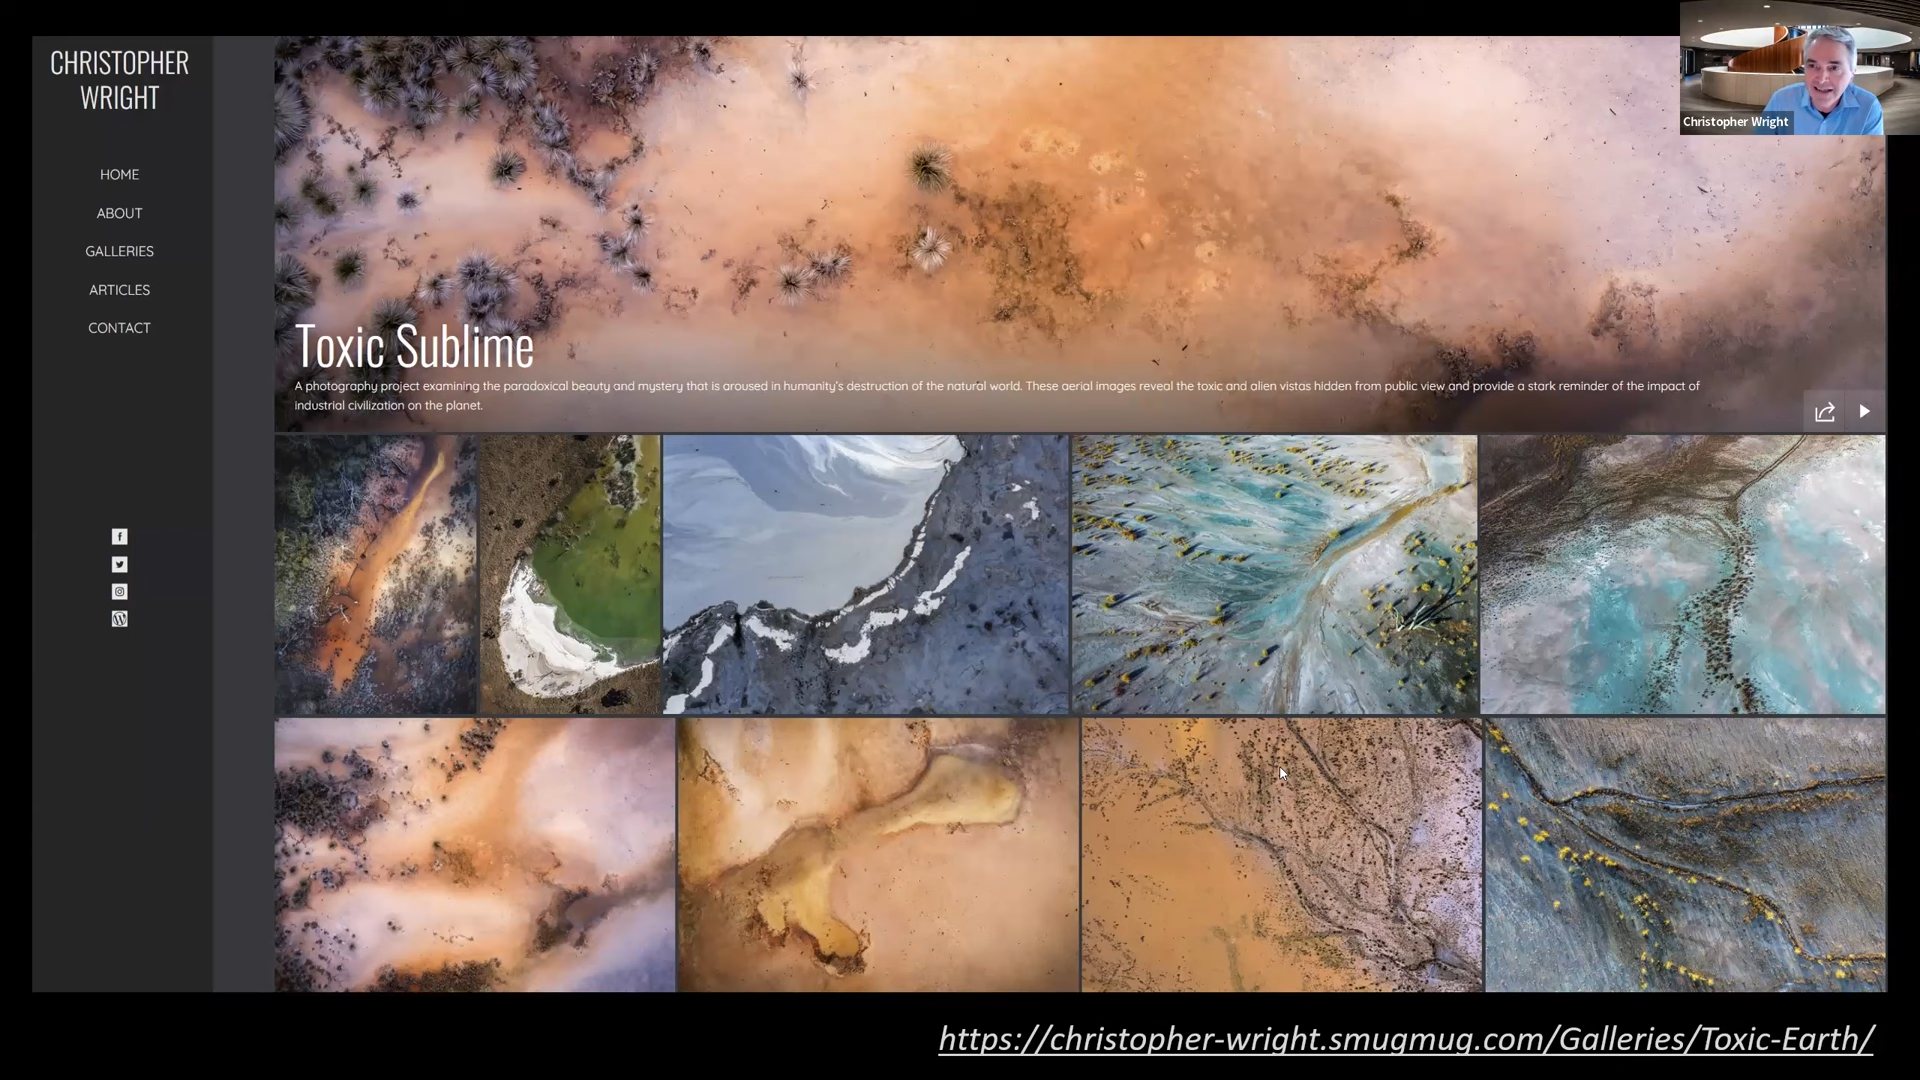 CHRISTOPHER
WRIGHT
HOME
ABOUT
GALLERIES
ARTICLES
CONTACT
Toxic Sublime
A photography project examining the paradoxical beauty and mystery that is aroused in humanity's destruction of the natural world. These aerial images reveal the toxic and alien vistas hidden from public view and provide a stark reminder of the impact of
industrial civilization on the planet.
Christopher Wright
https://christopher-wright.smugmug.com/Galleries/Toxic-Earth/